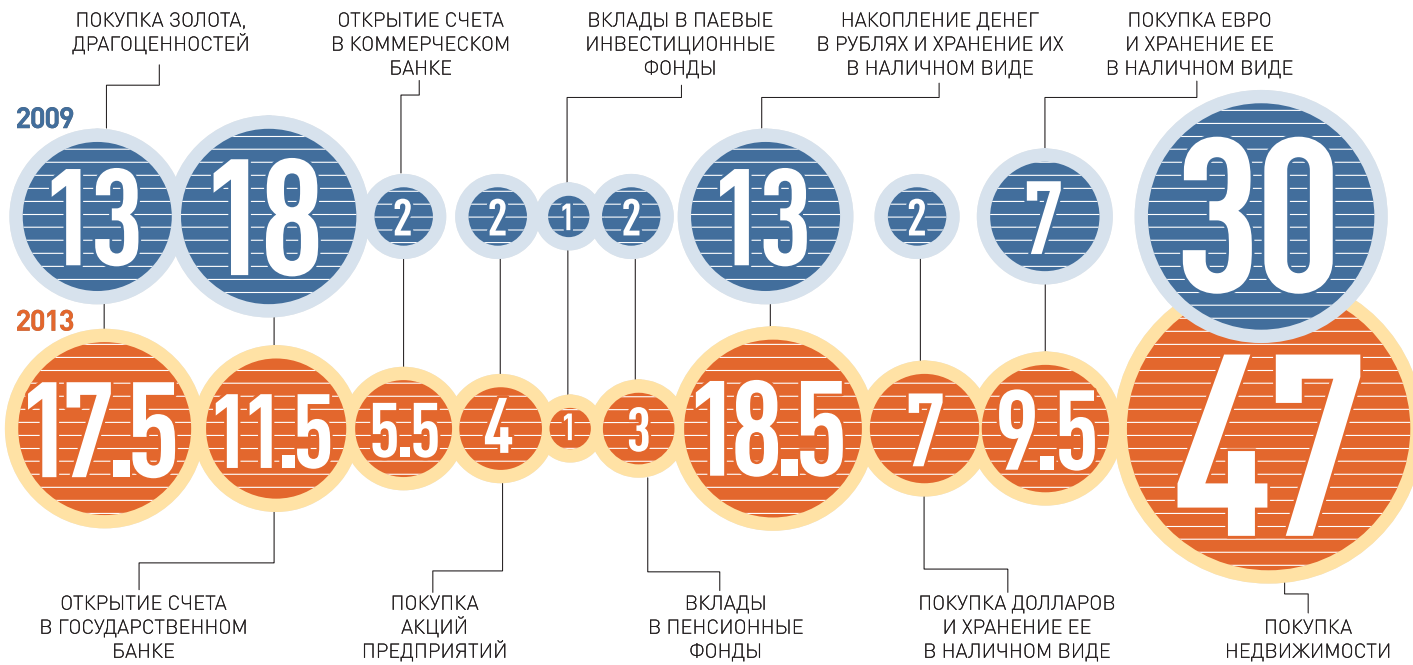 ПОКУПКА ЗОЛОТА,
ДРАГОЦЕННОСТЕЙ
ОТКРЫТИЕ СЧЕТА
В КОММЕРЧЕСКОМ
БАНКЕ
ВКЛАДЫ В ПАЕВЫЕ
ИНВЕСТИЦИОННЫЕ
ФОНДЫ
НАКОПЛЕНИЕ ДЕНЕГ
В РУБЛЯХ И ХРАНЕНИЕ ИХ
В НАЛИЧНОМ ВИДЕ
ПОКУПКА ЕВРО
И ХРАНЕНИЕ ЕЕ
В НАЛИЧНОМ ВИДЕ
2009
13 18 2 2 1 2 13 2 7 30
2013
17.5 11.5 5.5 4 1 3 18.5 7 9.5 47
ОТКРЫТИЕ СЧЕТА
В ГОСУДАРСТВЕННОМ
БАНКЕ
ПОКУПКА
АКЦИЙ
ПРЕДПРИЯТИЙ
ВКЛАДЫ
В ПЕНСИОННЫЕ
ФОНДЫ
ПОКУПКА ДОЛЛАРОВ
И ХРАНЕНИЕ ЕЕ
В НАЛИЧНОМ ВИДЕ
ПОКУПКА
НЕДВИЖИМОСТИ